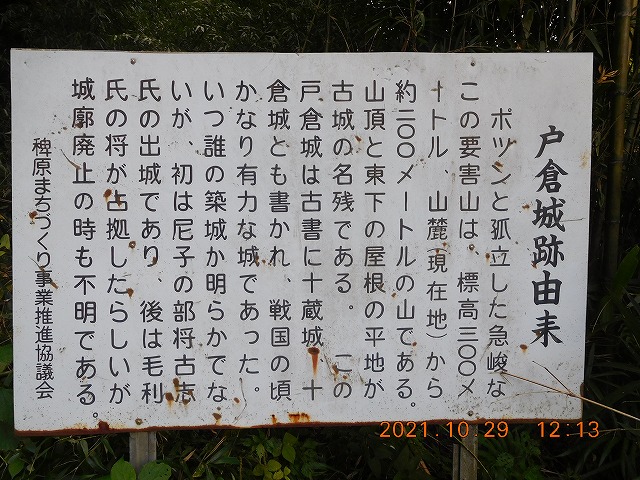 戸倉城跡由来
ポツンと孤立した急峻な
この要害山は、標高三〇〇メ
ートル、山麓(現在地)から
約二〇〇メートルの山である。
山頂と東下の屋根の平地が
古城の名残である。 この
戸倉城は古書に十蔵城、十
倉城とも書かれ、戦国の頃
かなり有力な城であった。
いつ誰の築城か明らかでな
いが、初は尼子の部将古志
氏の出城であり、後は毛利
氏の将が占拠したらしいが
城廓廃止の時も不明である。
稗原まちづくり事業推進協議会
2021.10.29 12:13